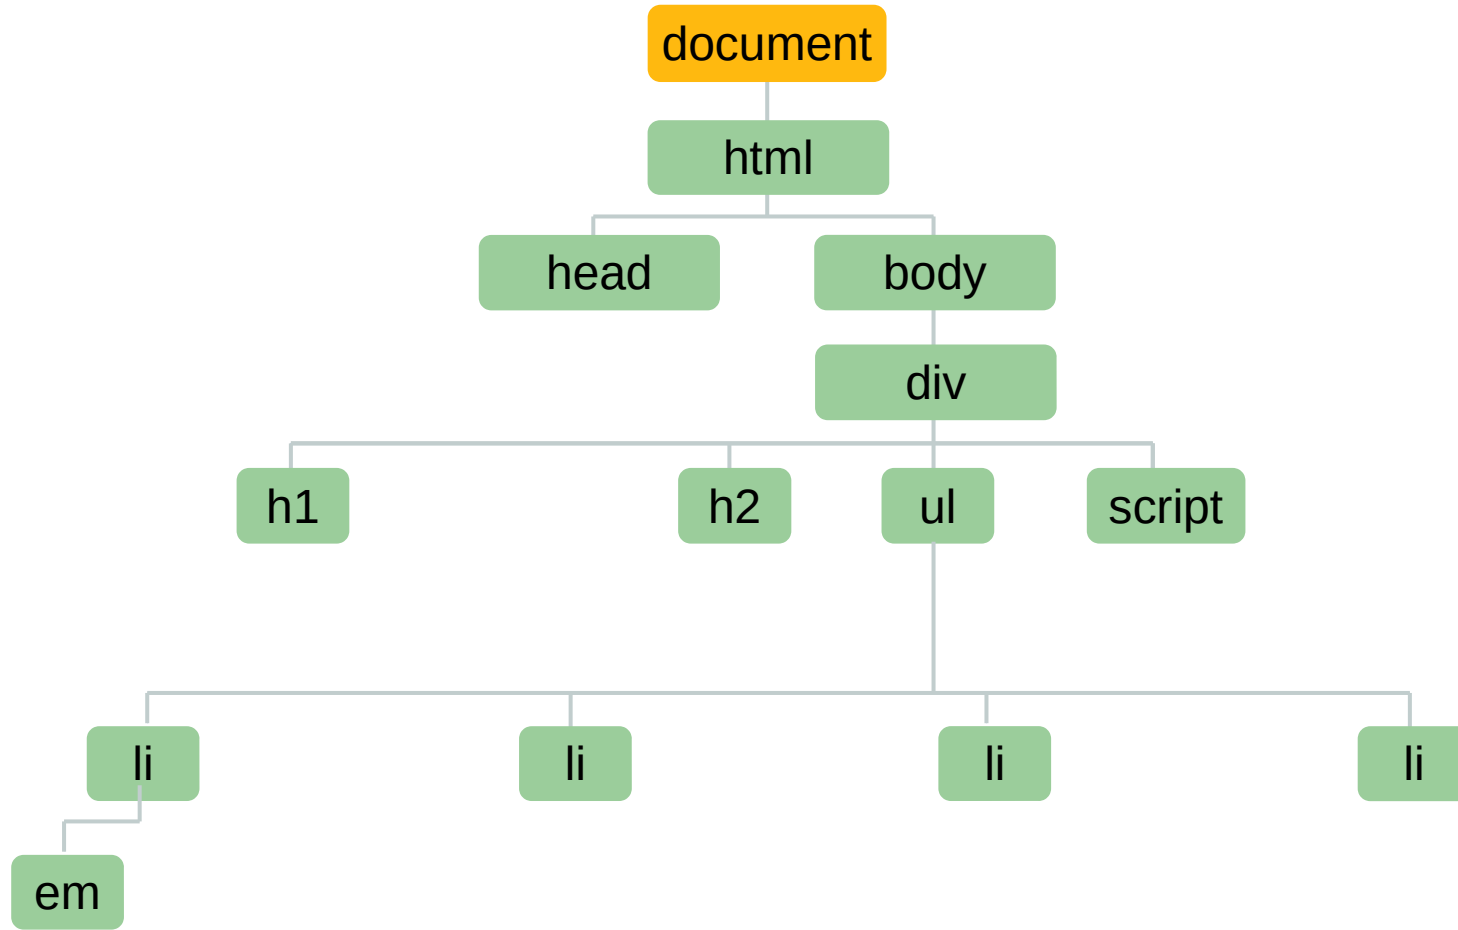 document
html
head
body
div
h1
h2
ul
script
li
li
li
li
em